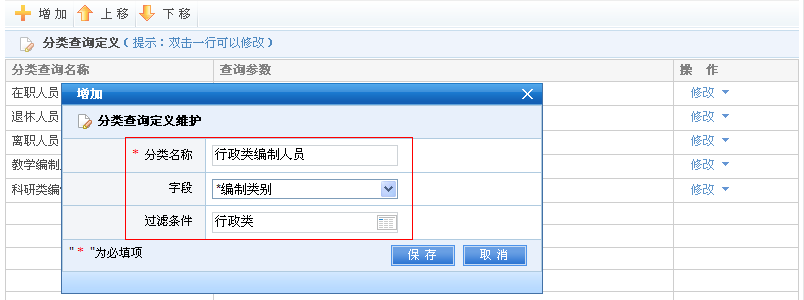 增 加 上 移 下 移
分类查询定义（提示：双击一行可以修改）
分类查询名称 查询参数 操 作
在职人员 修改
退休人员 修改
离职人员 修改
教学编制 修改
科研类编 修改
增加
分类查询定义维护
* 分类名称 行政类编制人员
字段 *编制类别
过滤条件 行政类
" * "为必填项 保 存 取 消